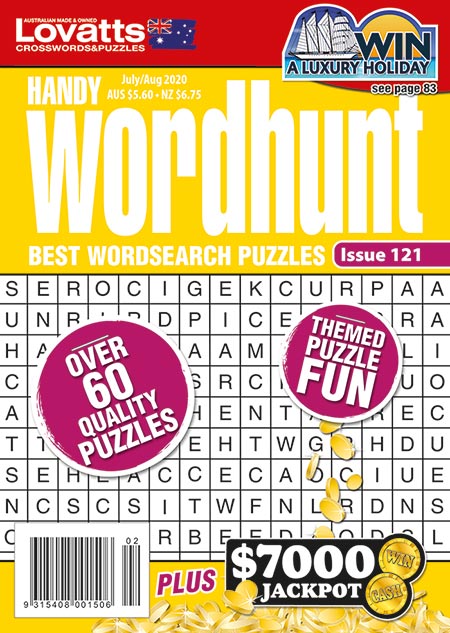 AUSTRALIAN MADE & OWNED
Lovatts
CROSSWORDS&PUZZLES
WIN
A LUXURY HOLIDAY
see page 83
July/Aug 2020
AUS $5.60 • NZ $6.75
HANDY
wordhunt
BEST WORDSEARCH PUZZLES
Issue 121
S E R O C I G E K C U R P A A
U N R I D P I C E R A
H A A A M L I
C S R C U O
A H E N T R E C
T T E H T W G H D U
S E H E A C E C A O C I U E
C N C S C S I T W F N L R D N S
O R B E E D O D S L
OVER
60
QUALITY
PUZZLES
THEMED
PUZZLE
FUN
02
9 315408 001506
PLUS
$7000
JACKPOT
WIN
CASH